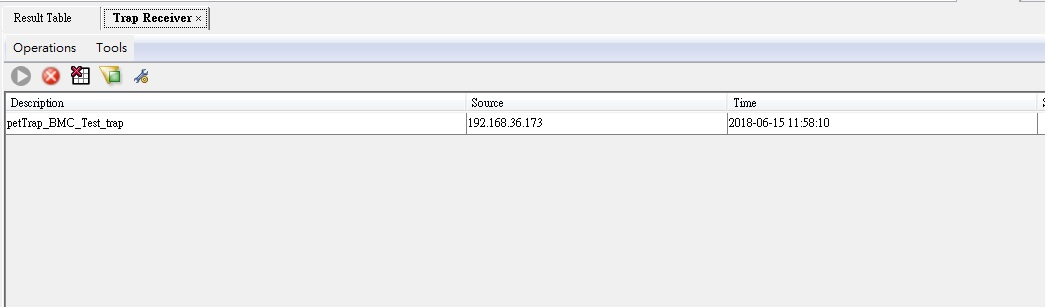 Result Table Trap Receiver ×
Operations Tools
Description Source Time
petTrap_BMC_Test_trap 192.168.36.173 2018-06-15 11:58:10